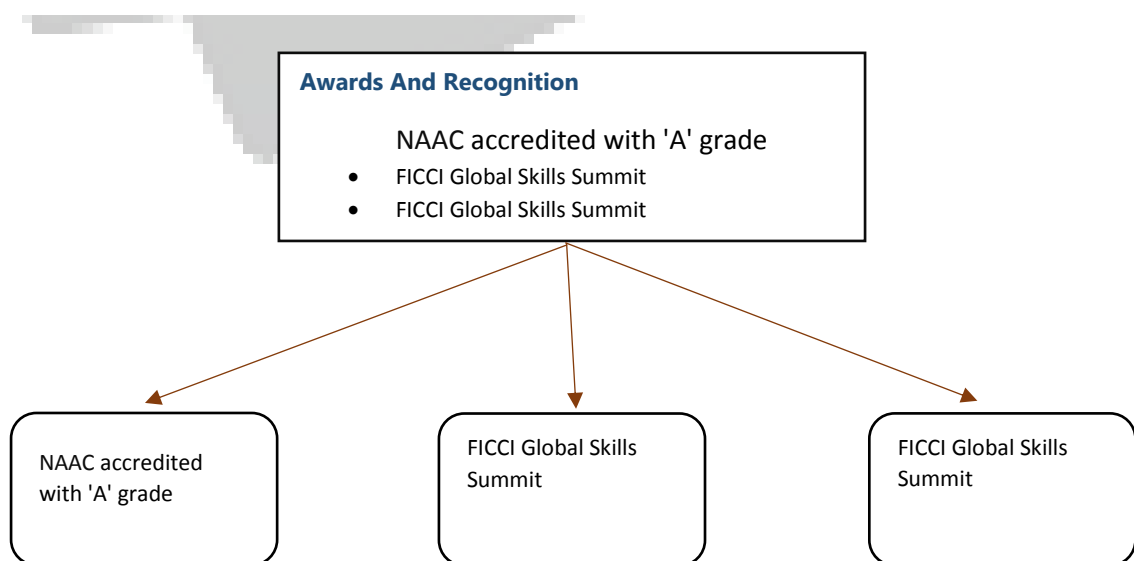 Awards And Recognition
NAAC accredited with 'A' grade
• FICCI Global Skills Summit
• FICCI Global Skills Summit
NAAC accredited
with 'A' grade
FICCI Global Skills
Summit
FICCI Global Skills
Summit